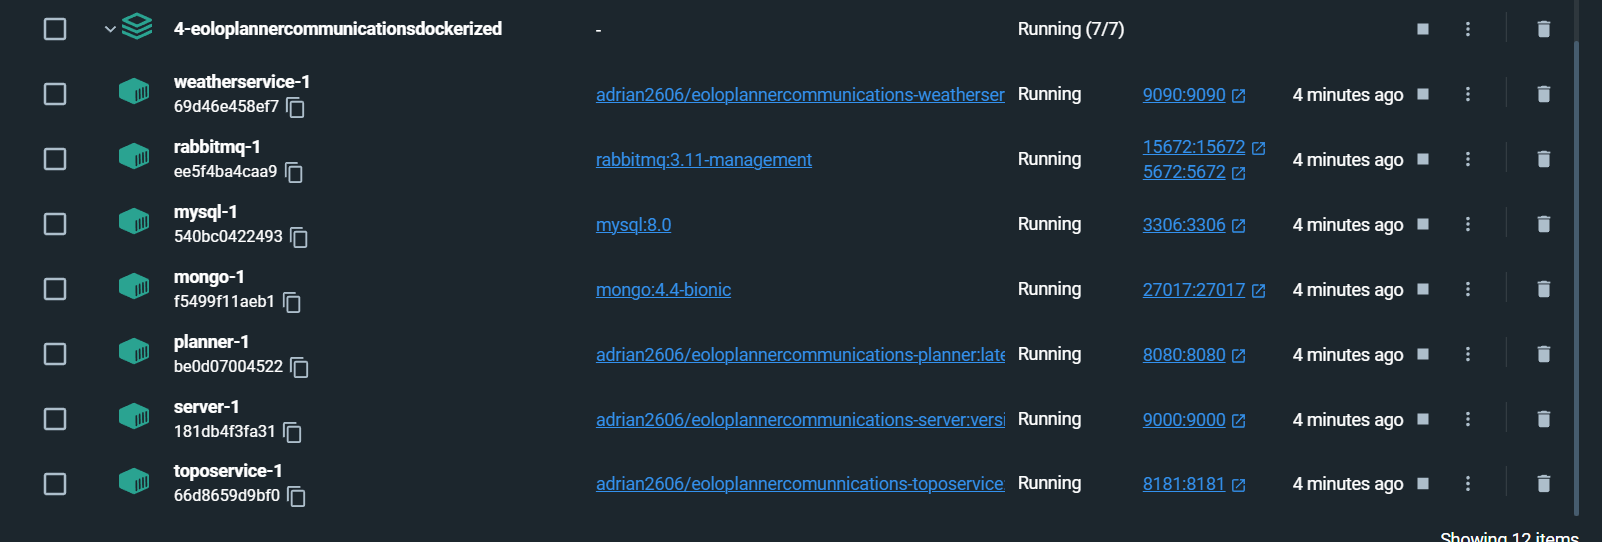 4-eoloplannercommunicationsdockerized - Running (7/7)
weatherservice-1
69d46e458ef7 adrian2606/eoloplannercommunications-weatherser Running 9090:9090 4 minutes ago
rabbitmq-1
ee5f4ba4caa9 rabbitmq:3.11-management Running 15672:15672 4 minutes ago
5672:5672
mysql-1
540bc0422493 mysql:8.0 Running 3306:3306 4 minutes ago
mongo-1
f5499f11aeb1 mongo:4.4-bionic Running 27017:27017 4 minutes ago
planner-1
be0d07004522 adrian2606/eoloplannercommunications-planner:late Running 8080:8080 4 minutes ago
server-1
181db4f3fa31 adrian2606/eoloplannercommunications-server:versi Running 9000:9000 4 minutes ago
toposervice-1
66d8659d9bf0 adrian2606/eoloplannercomunnications-toposervice: Running 8181:8181 4 minutes ago
Showing 12 items